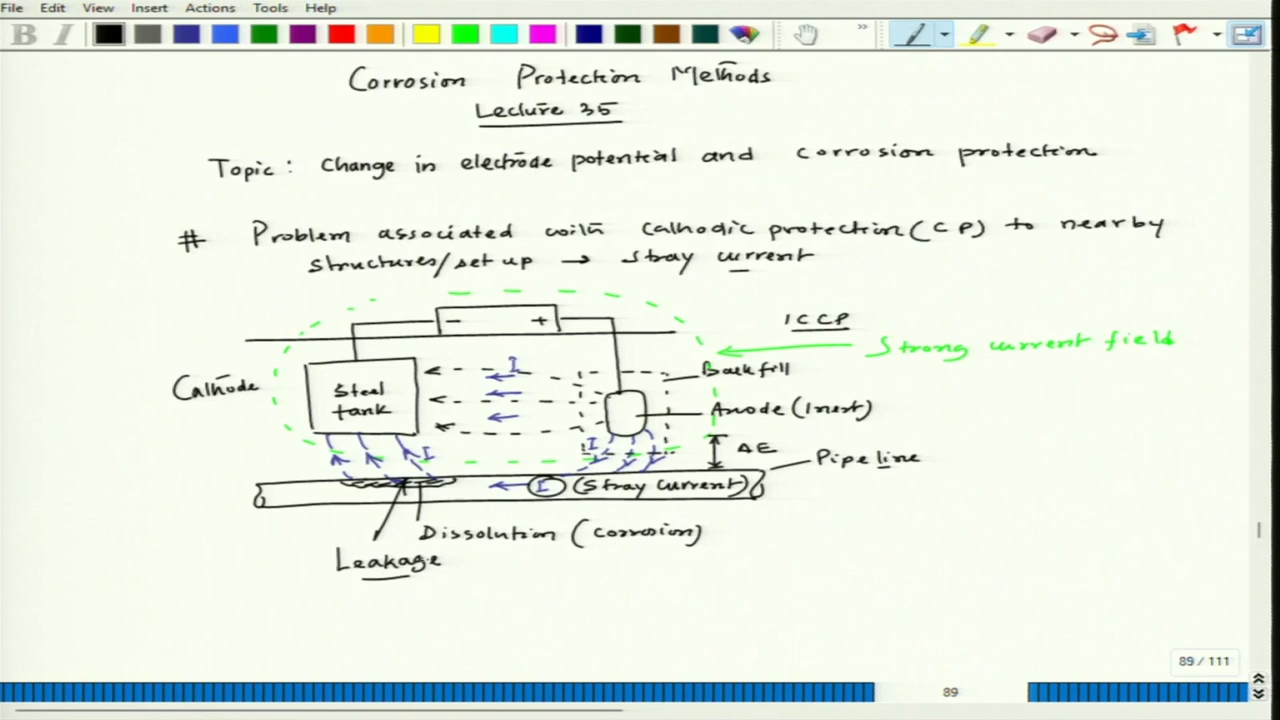 File Edit View Insert Actions Tools Help
B I
Corrosion Protection Methods
Lecture 35
Topic: Change in electrode potential and corrosion protection
# Problem associated with Cathodic protection (CP) to nearby
structures/set up → Stray current
- +
ICCP
Strong current field
Backfill
Cathode
Steel
tank
I
Anode (Inert)
I
I
ΔE
Pipe line
I (Stray current)
Dissolution (corrosion)
Leakage
89 / 111
89